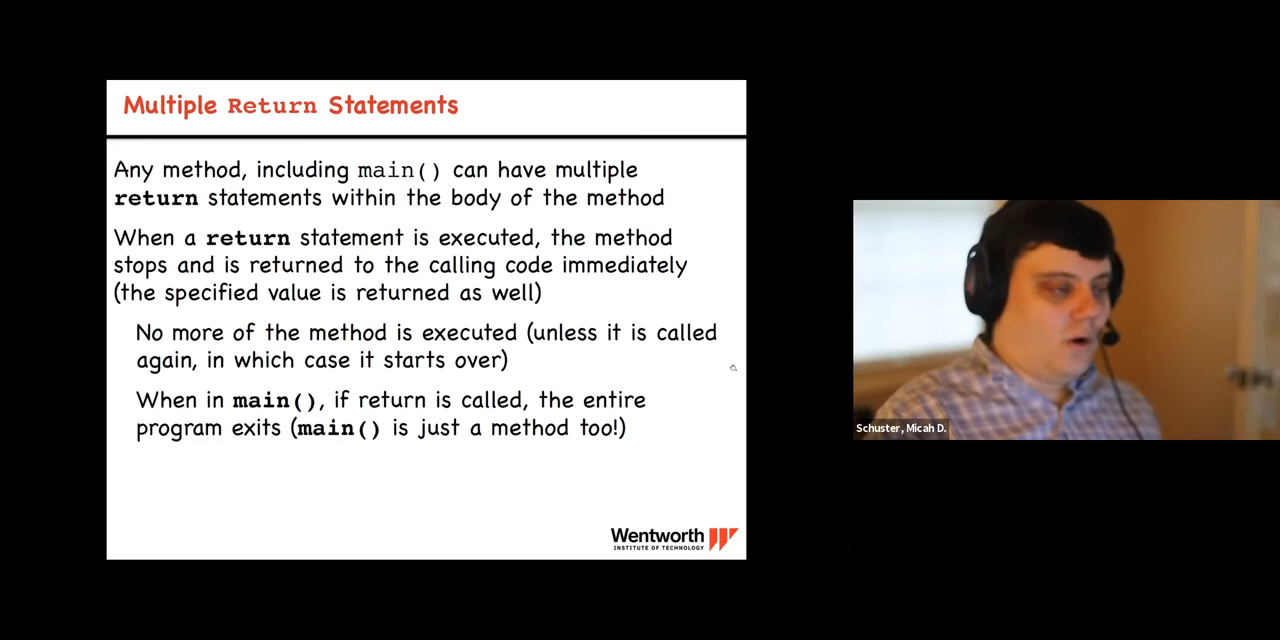 Multiple Return Statements
Any method, including main() can have multiple
return statements within the body of the method
When a return statement is executed, the method
stops and is returned to the calling code immediately
(the specified value is returned as well)
No more of the method is executed (unless it is called
again, in which case it starts over)
When in main(), if return is called, the entire
program exits (main() is just a method too!)
Wentworth
INSTITUTE OF TECHNOLOGY
Schuster, Micah D.